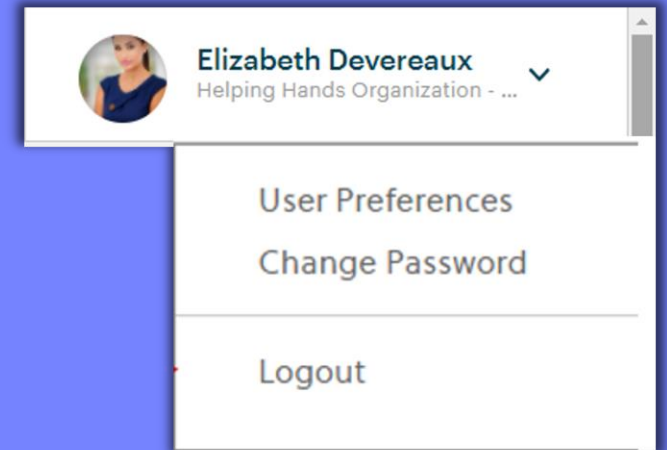 Elizabeth Devereaux
Helping Hands Organization - ...
User Preferences
Change Password
Logout